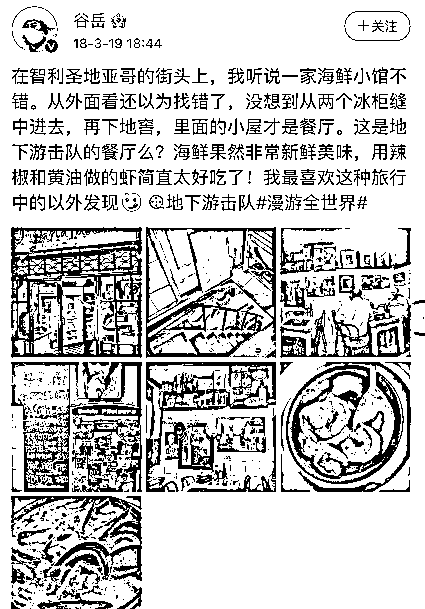 谷岳
18-3-19 18:44
+关注
在智利圣地亚哥的街头上，我听说一家海鲜小馆不
错。从外面看还以为找错了，没想到从两个冰柜缝
中进去，再下地窖，里面的小屋才是餐厅。这是地
下游击队的餐厅么？海鲜果然非常新鲜美味，用辣
椒和黄油做的虾简直太好吃了！我最喜欢这种旅行
中的以外发现 地下游击队#漫游全世界#